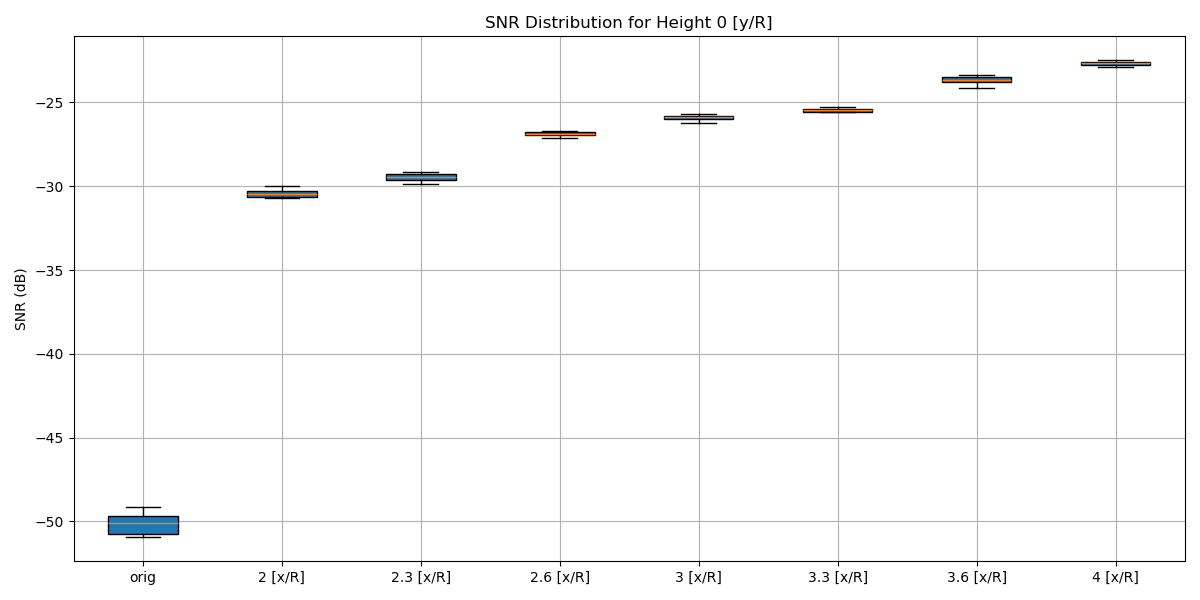 SNR Distribution for Height 0 [y/R]
SNR (dB)
−25
−30
−35
−40
−45
−50
orig 2 [x/R] 2.3 [x/R] 2.6 [x/R] 3 [x/R] 3.3 [x/R] 3.6 [x/R] 4 [x/R]